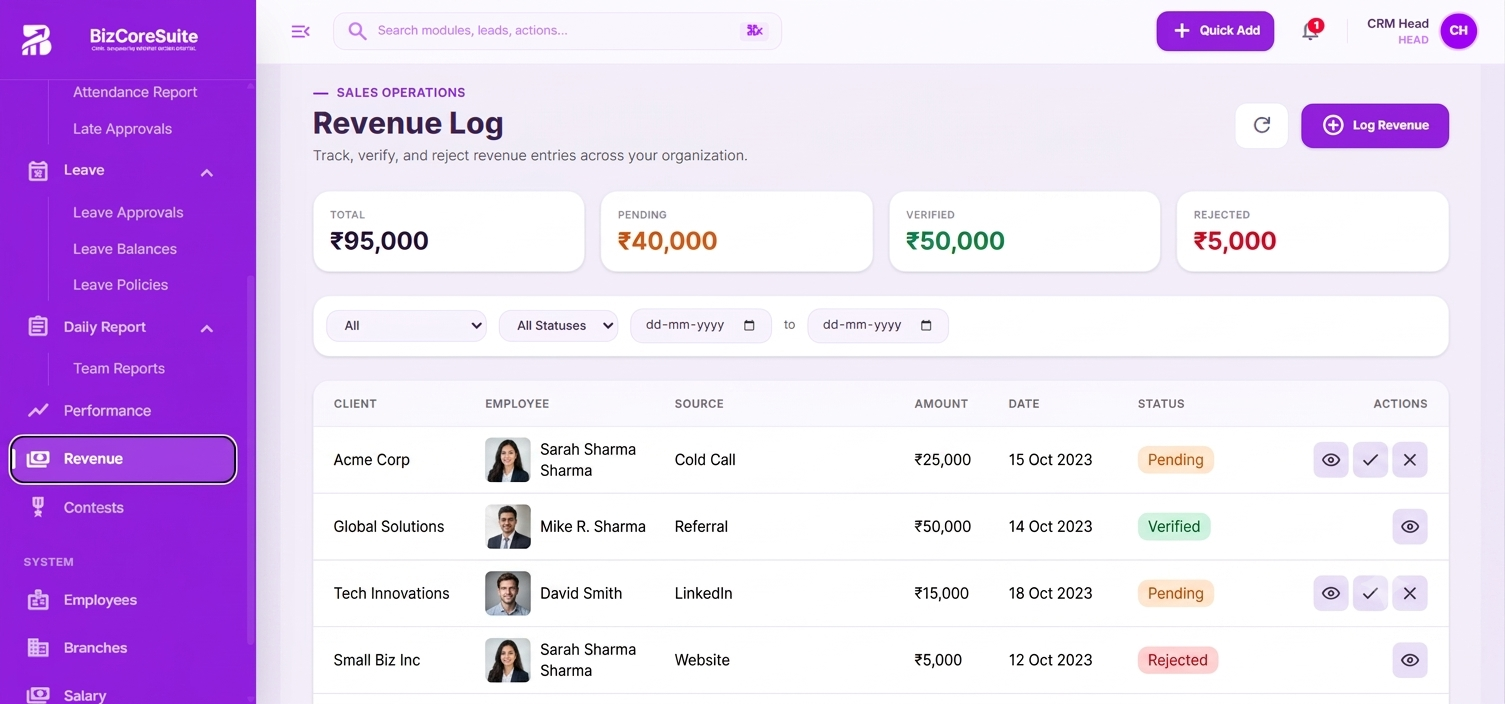 BizCoreSuite
Attendance Report
Late Approvals
Leave
Leave Approvals
Leave Balances
Leave Policies
Daily Report
Team Reports
Performance
Revenue
Contests
SYSTEM
Employees
Branches
Salary
Search modules, leads, actions...
Quick Add
1
CRM Head
HEAD
CH
SALES OPERATIONS
Revenue Log
Track, verify, and reject revenue entries across your organization.
Log Revenue
TOTAL
₹95,000
PENDING
₹40,000
VERIFIED
₹50,000
REJECTED
₹5,000
All All Statuses dd-mm-yyyy to dd-mm-yyyy
CLIENT EMPLOYEE SOURCE AMOUNT DATE STATUS ACTIONS
Acme Corp Sarah Sharma
Sharma Cold Call ₹25,000 15 Oct 2023 Pending
Global Solutions Mike R. Sharma Referral ₹50,000 14 Oct 2023 Verified
Tech Innovations David Smith LinkedIn ₹15,000 18 Oct 2023 Pending
Small Biz Inc Sarah Sharma
Sharma Website ₹5,000 12 Oct 2023 Rejected